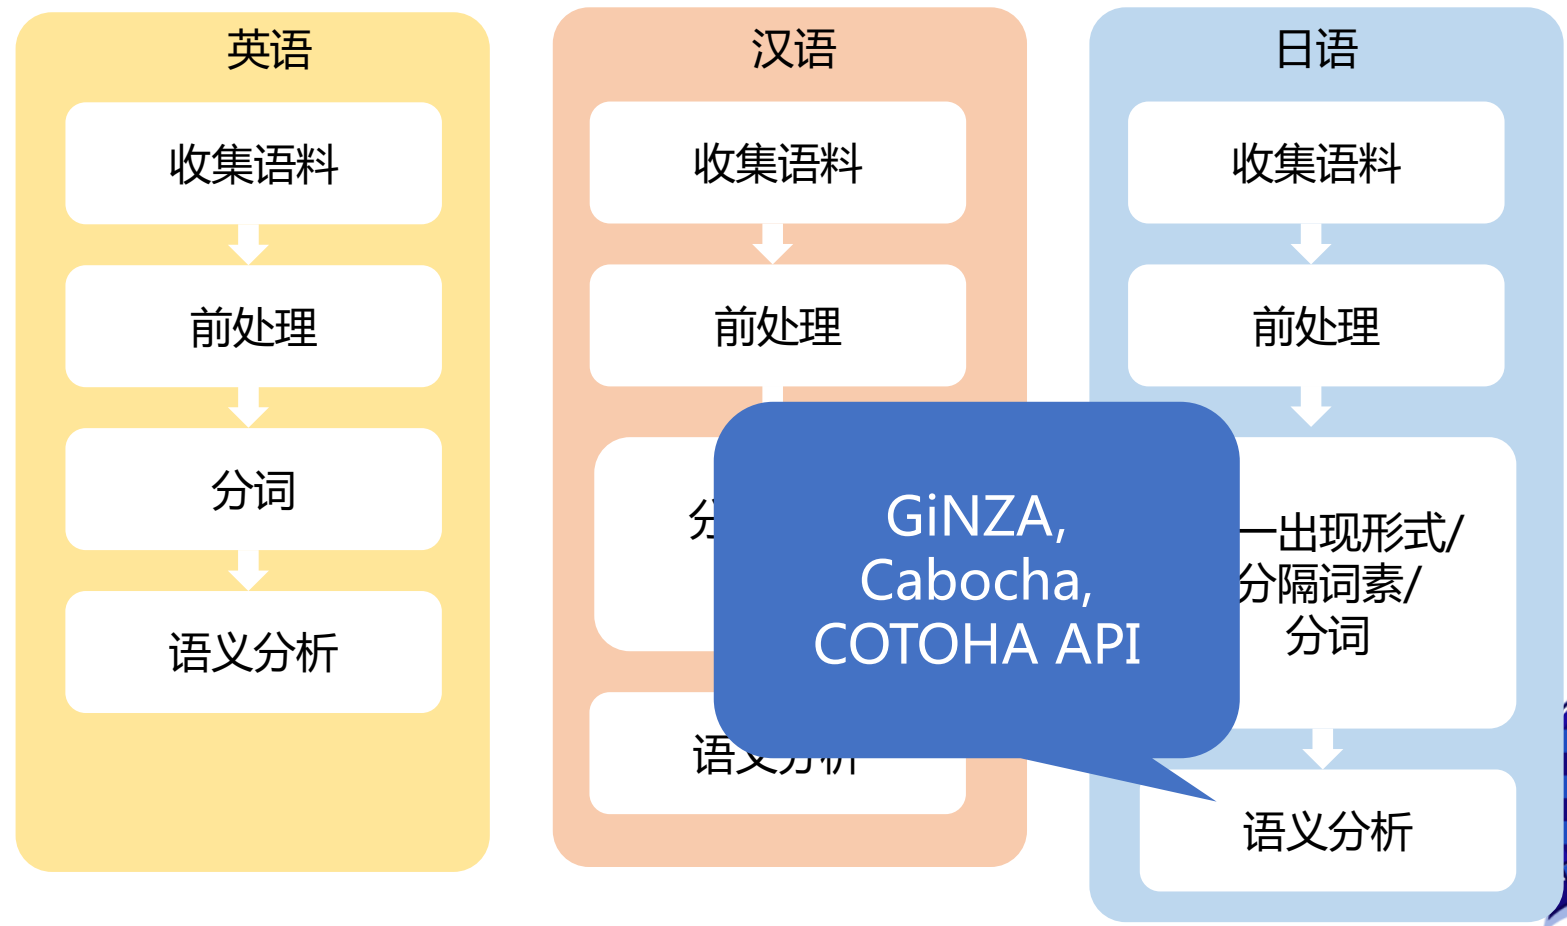 英语
收集语料
前处理
分词
语义分析
汉语
收集语料
前处理
语义分析
日语
收集语料
前处理
一出现形式/
分隔词素/
分词
语义分析
GiNZA,
Cabocha,
COTOHA API